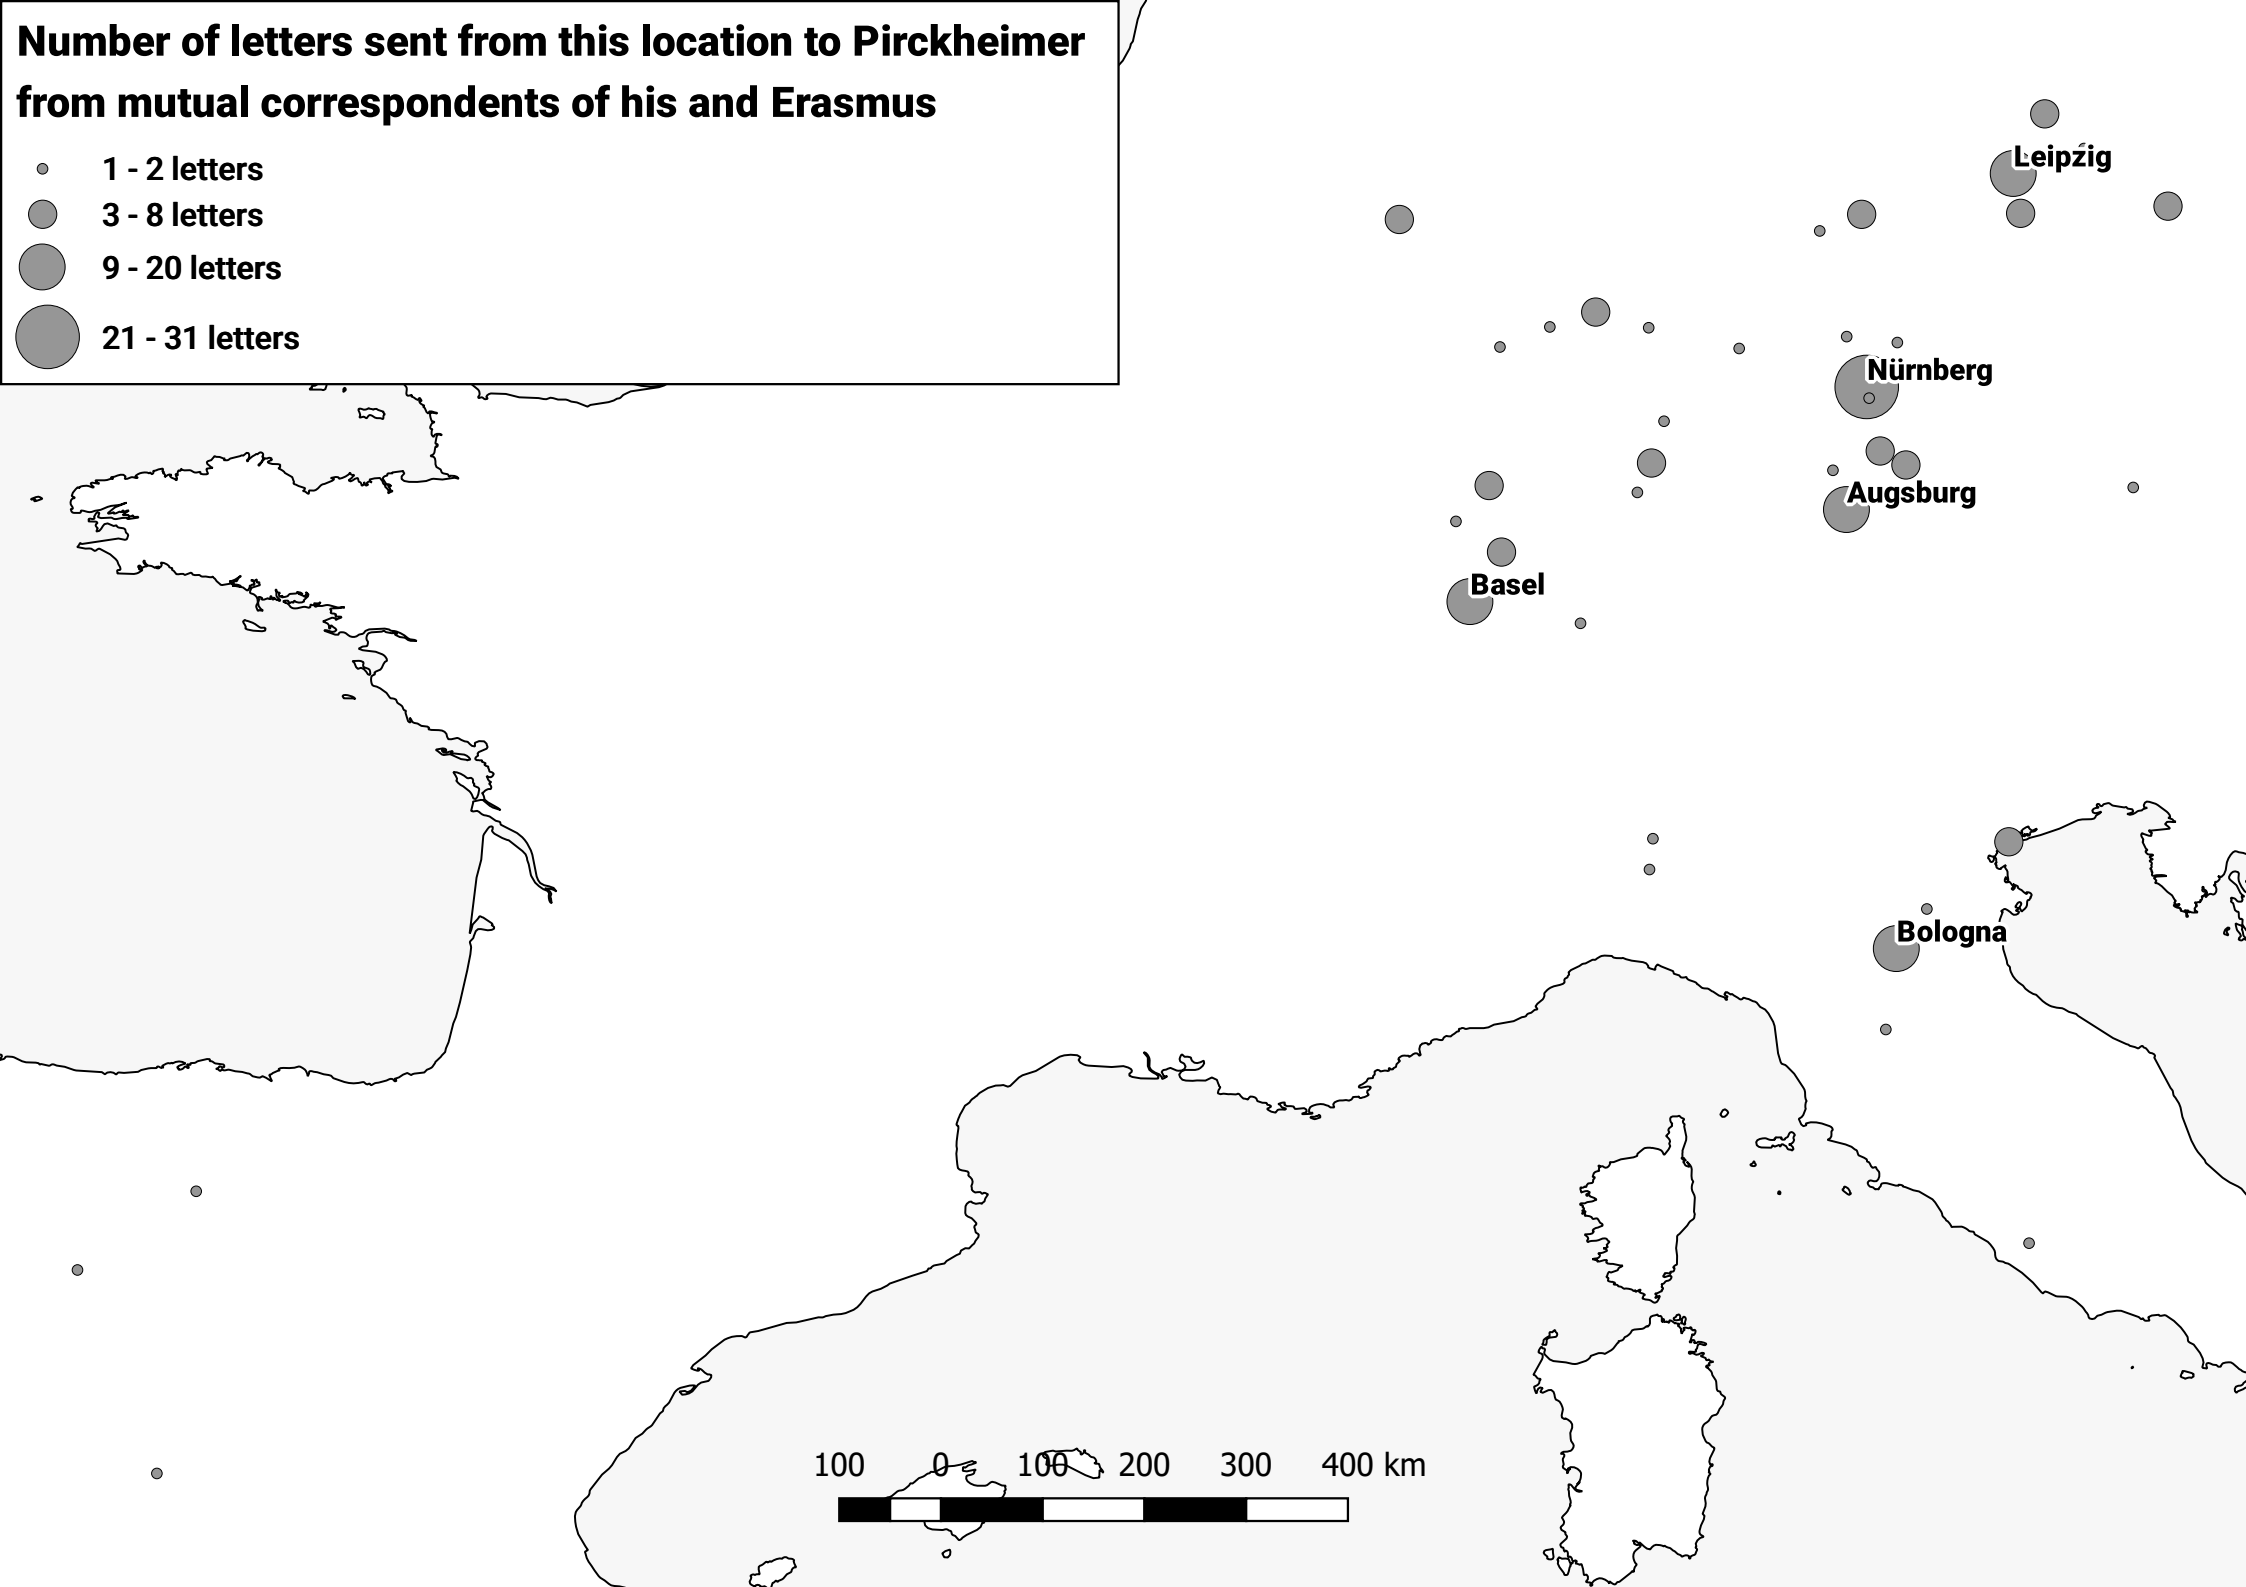 Number of letters sent from this location to Pirckheimer
from mutual correspondents of his and Erasmus
1 - 2 letters
3 - 8 letters
9 - 20 letters
21 - 31 letters
Leipzig
Nürnberg
Augsburg
Basel
Bologna
100 0 100 200 300 400 km